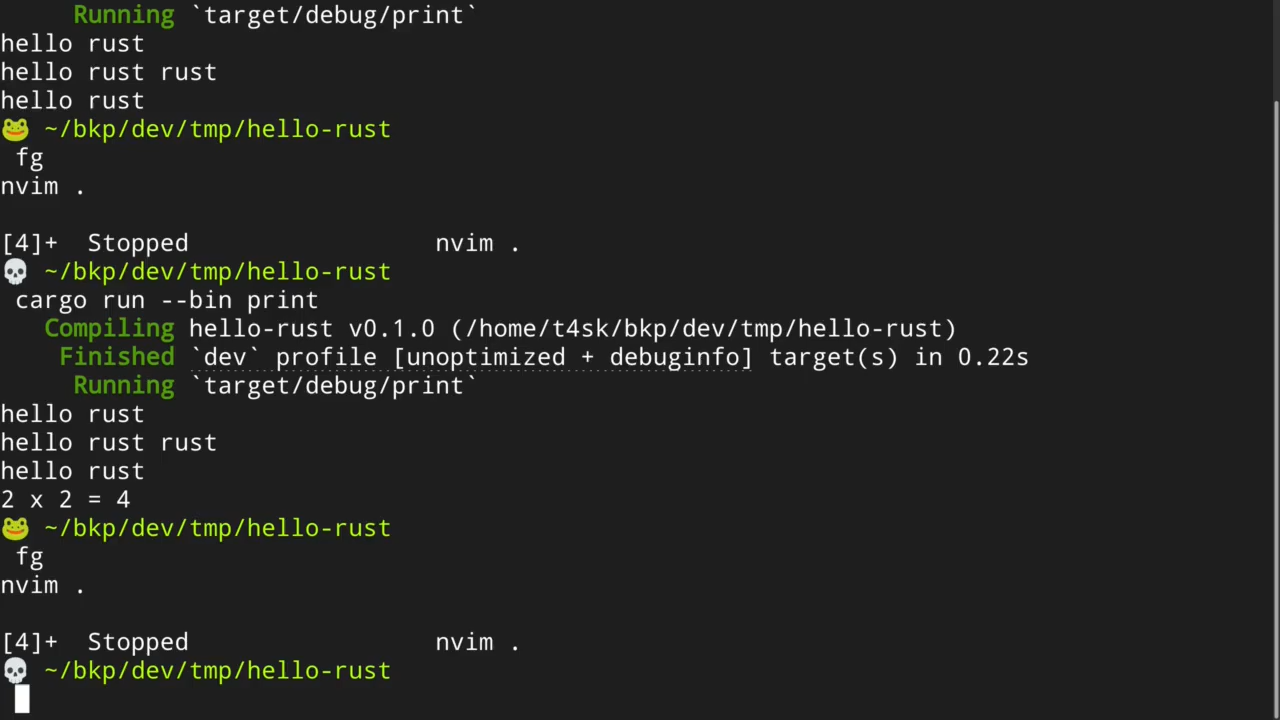 Running `target/debug/print`
hello rust
hello rust rust
hello rust
🐸 ~/bkp/dev/tmp/hello-rust
fg
nvim .
[4]+  Stopped                 nvim .
💀 ~/bkp/dev/tmp/hello-rust
cargo run --bin print
Compiling hello-rust v0.1.0 (/home/t4sk/bkp/dev/tmp/hello-rust)
Finished `dev` profile [unoptimized + debuginfo] target(s) in 0.22s
Running `target/debug/print`
hello rust
hello rust rust
hello rust
2 x 2 = 4
🐸 ~/bkp/dev/tmp/hello-rust
fg
nvim .
[4]+  Stopped                 nvim .
💀 ~/bkp/dev/tmp/hello-rust